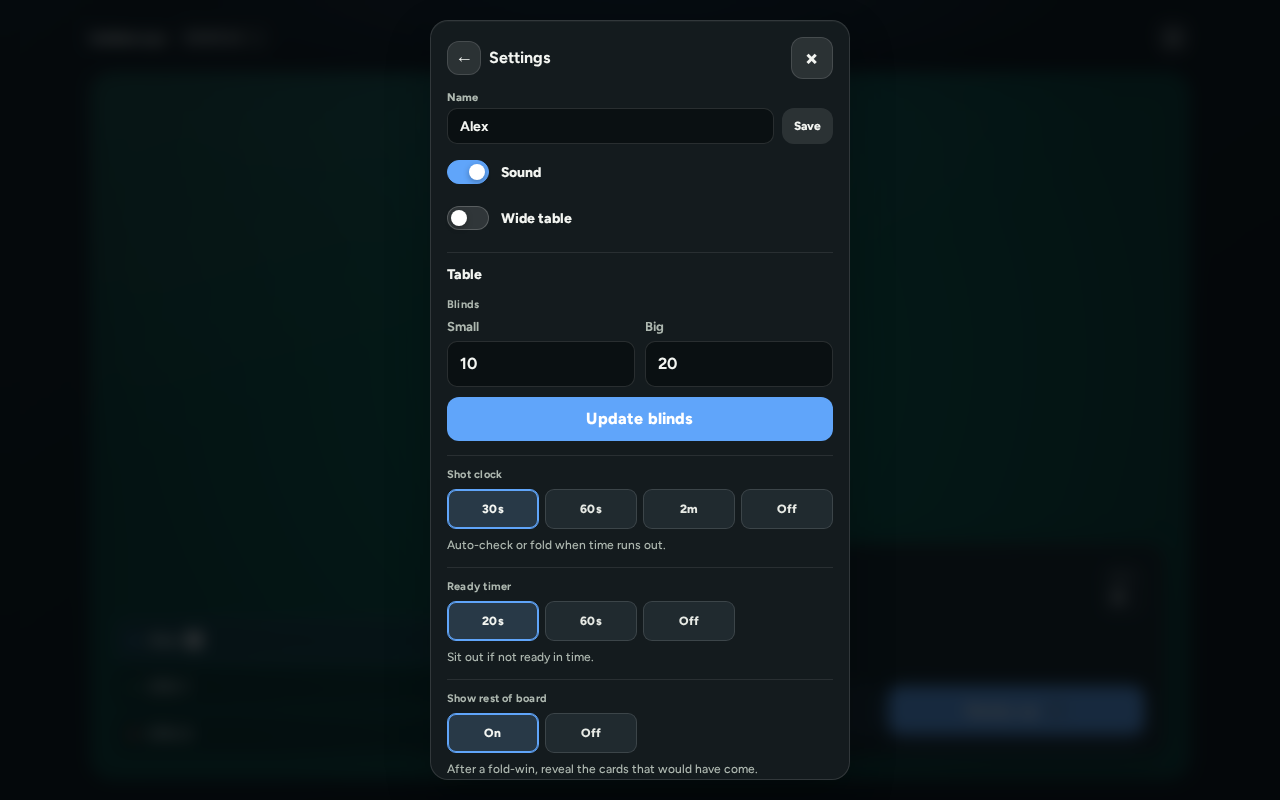 ← Settings ×
Name
Alex Save
Sound
Wide table
Table
Blinds
Small Big
10 20
Update blinds
Shot clock
30s 60s 2m Off
Auto-check or fold when time runs out.
Ready timer
20s 60s Off
Sit out if not ready in time.
Show rest of board
On Off
After a fold-win, reveal the cards that would have come.